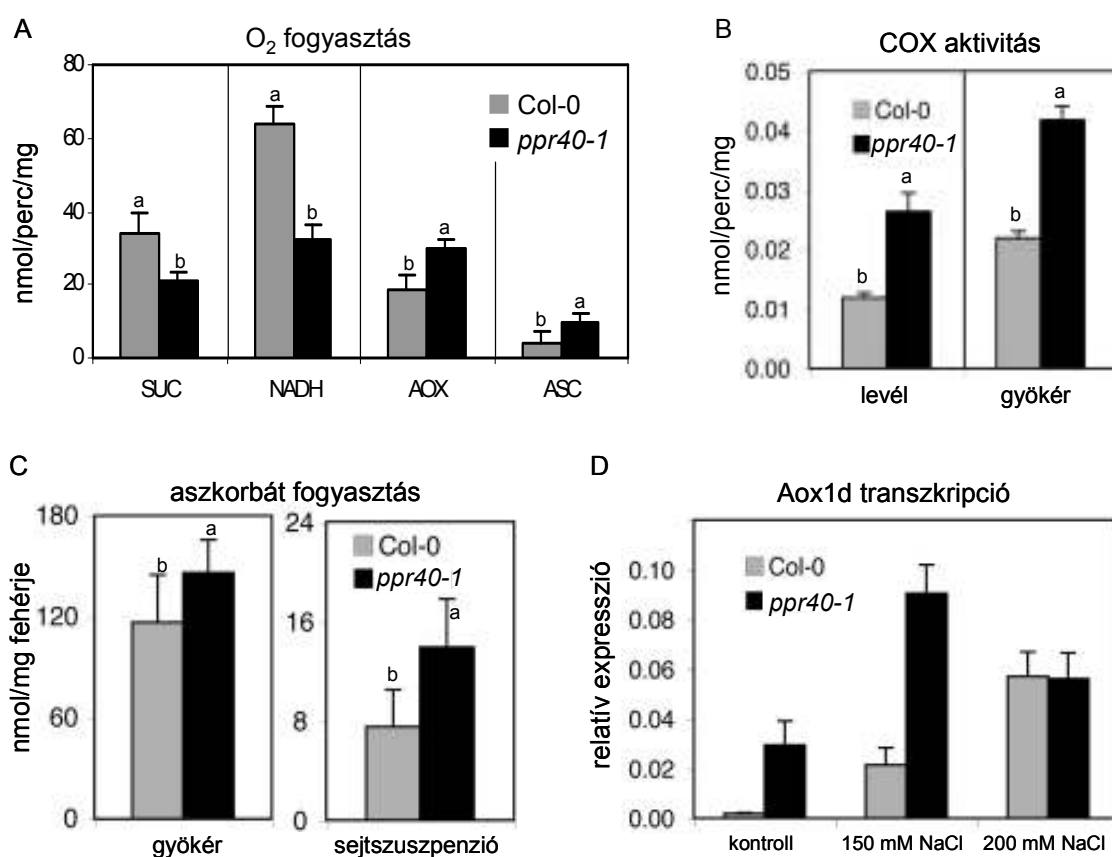 A
O₂ fogyasztás
nmol/perc/mg
80
60
40
20
0
Col-0
ppr40-1
a
b
a
b
b
a
b
a
SUC
NADH
AOX
ASC
B
COX aktivitás
nmol/perc/mg
0.05
0.04
0.03
0.02
0.01
0.00
Col-0
ppr40-1
b
a
b
a
levél
gyökér
C
aszkorbát fogyasztás
nmol/mg fehérje
180
120
60
0
b
a
gyökér
24
16
8
0
Col-0
ppr40-1
b
a
sejtszuszpenzió
D
Aox1d transzkripció
relatív expresszió
0.10
0.08
0.06
0.04
0.02
0.00
Col-0
ppr40-1
kontroll
150 mM NaCl
200 mM NaCl